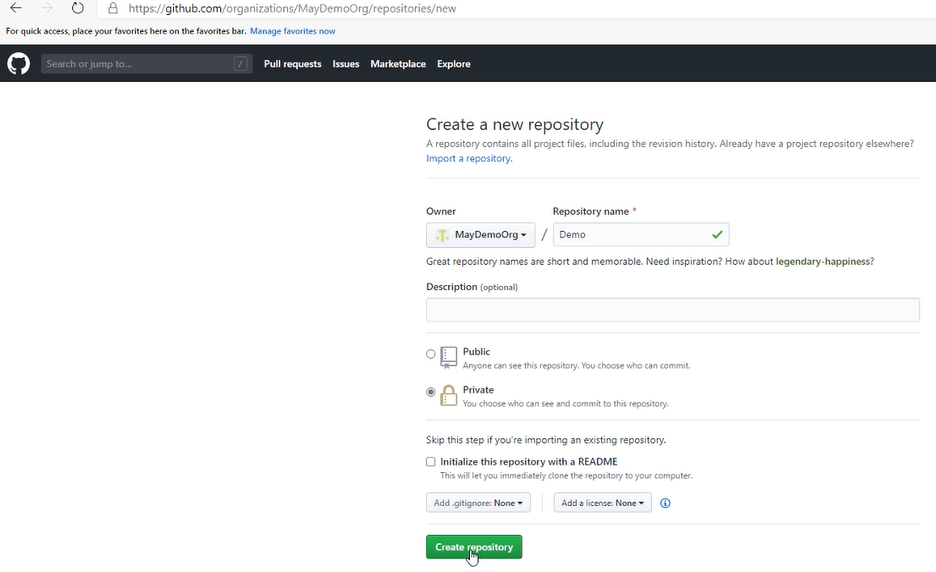 https://github.com/organizations/MayDemoOrg/repositories/new
For quick access, place your favorites here on the favorites bar. Manage favorites now
Search or jump to... / Pull requests Issues Marketplace Explore
Create a new repository
A repository contains all project files, including the revision history. Already have a project repository elsewhere?
Import a repository.
Owner Repository name *
MayDemoOrg / Demo
Great repository names are short and memorable. Need inspiration? How about legendary-happiness?
Description (optional)
Public
Anyone can see this repository. You choose who can commit.
Private
You choose who can see and commit to this repository.
Skip this step if you're importing an existing repository.
Initialize this repository with a README
This will let you immediately clone the repository to your computer.
Add .gitignore: None Add a license: None
Create repository